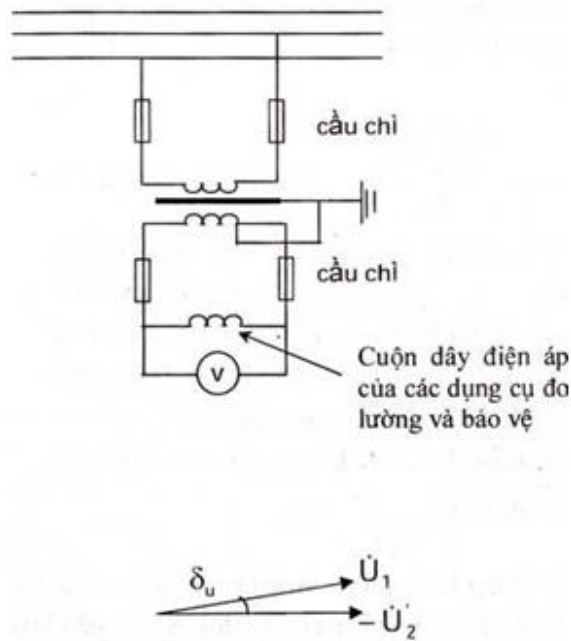 cầu chì
cầu chì
V
Cuộn dây điện áp
của các dụng cụ đo
lường và bảo vệ
δu
U̇1
-U̇2'